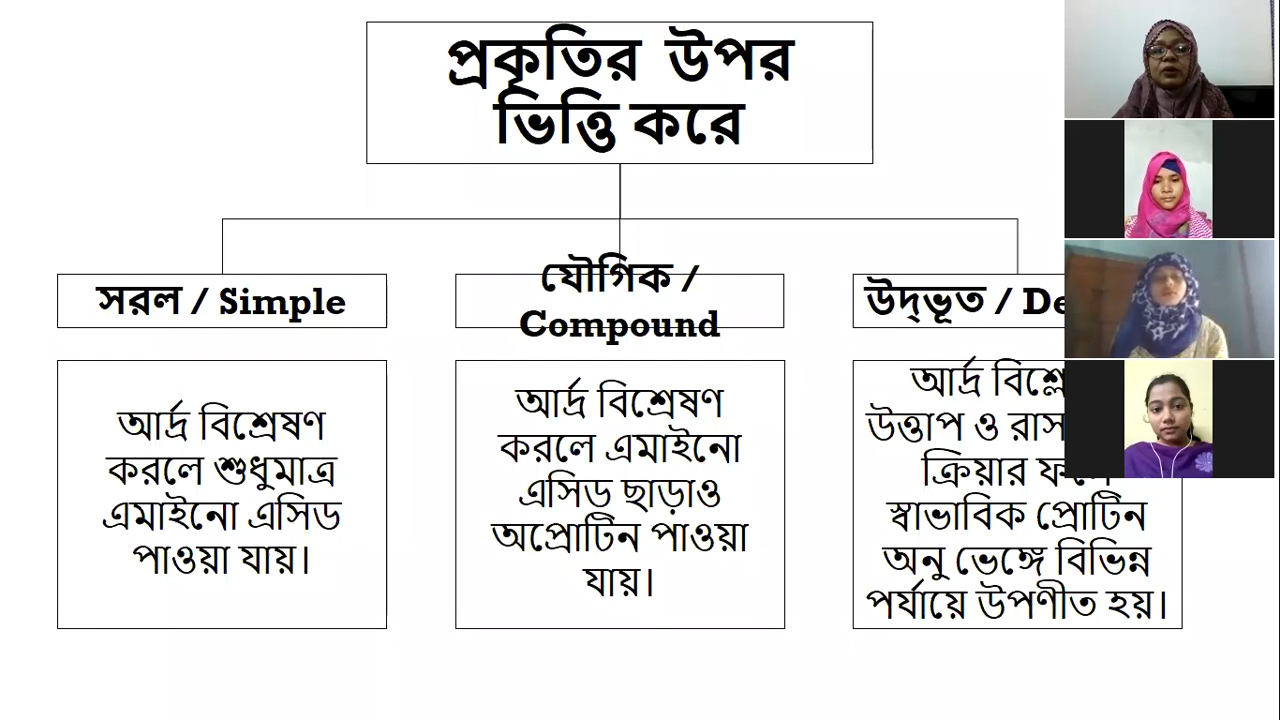 প্রকৃতির উপর
ভিত্তি করে
সরল / Simple
যৌগিক /
Compound
উদ্ভূত /
আর্দ্র বিশ্রেষণ
করলে শুধুমাত্র
এমাইনো এসিড
পাওয়া যায়।
আর্দ্র বিশ্রেষণ
করলে এমাইনো
এসিড ছাড়াও
অপ্রোটিন পাওয়া
যায়।
আর্দ্র
উত্তাপ ও
ক্রিয়ার
স্বাভাবিক প্রোটিন
অনু ভেঙ্গে বিভিন্ন
পর্যায়ে উপণীত হয়।